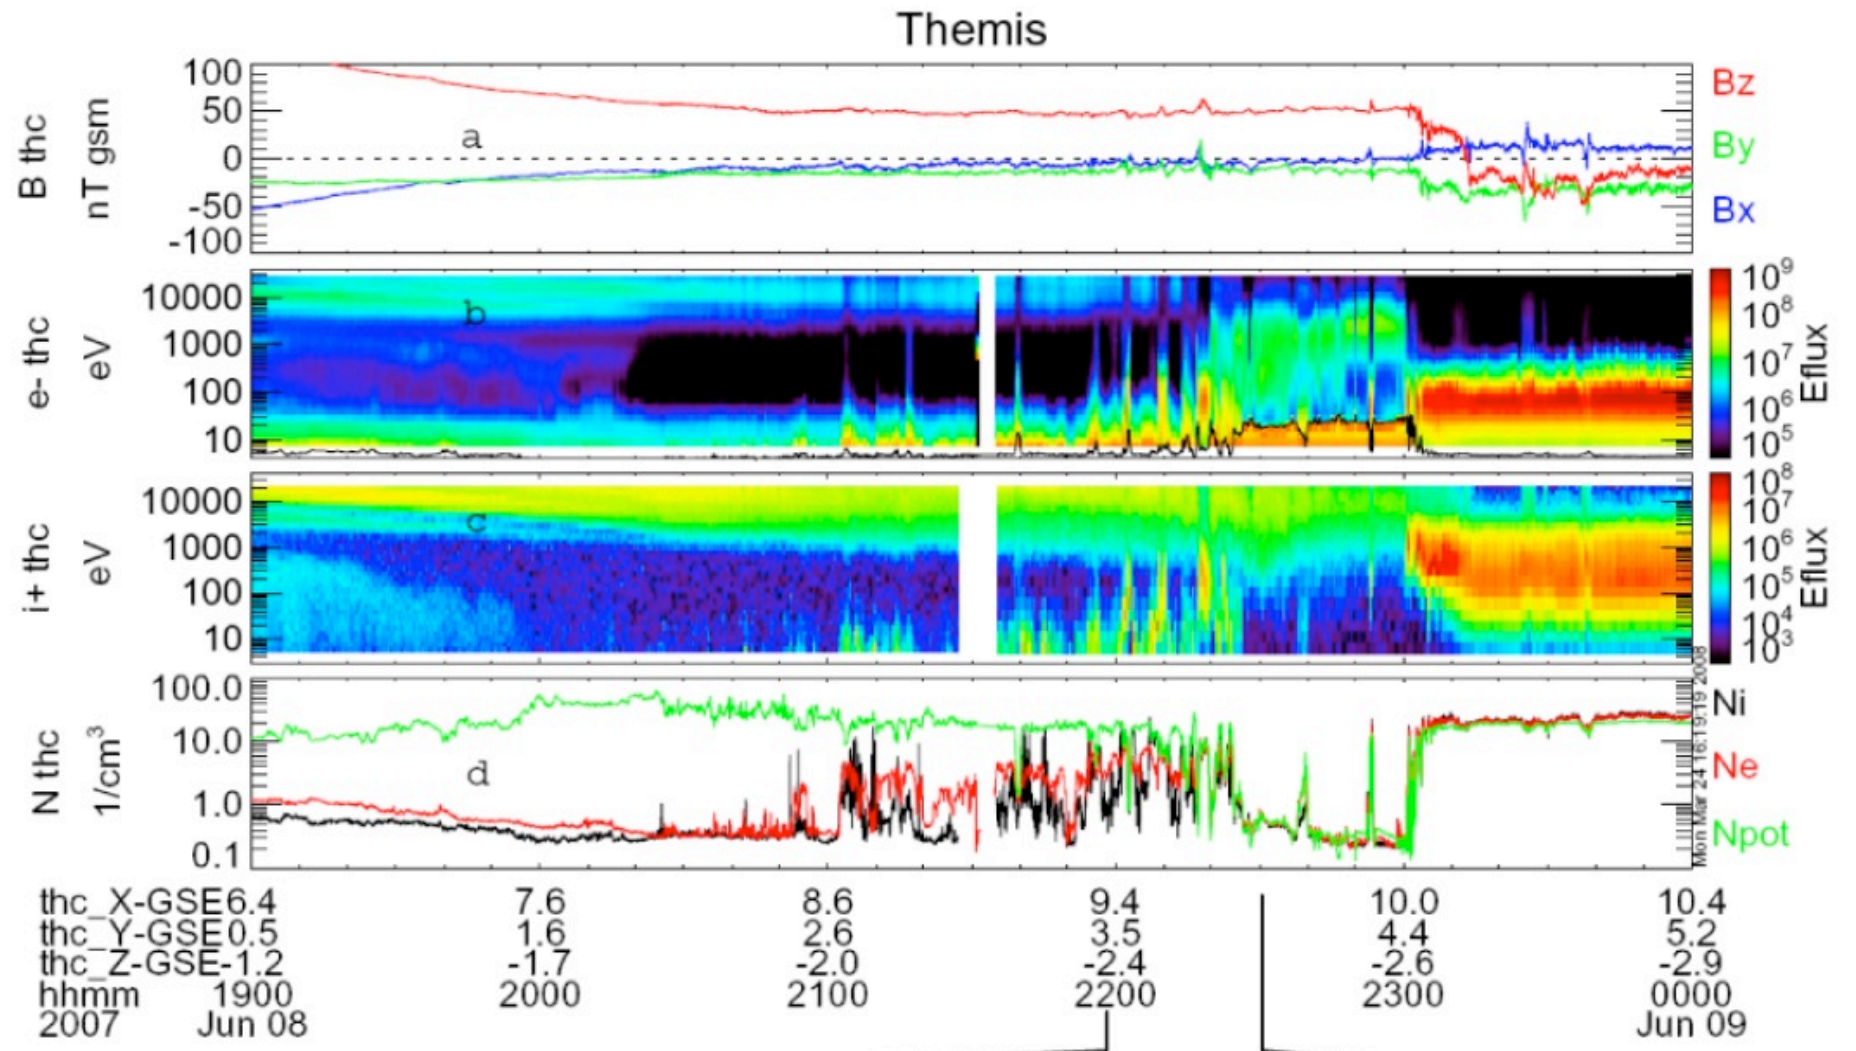 Themis
B thc
nT gsm
100
50
0
-50
-100
a
Bz
By
Bx
e- thc
eV
10000
1000
100
10
b
10⁹
10⁸
10⁷
10⁶
10⁵
Eflux
i+ thc
eV
10000
1000
100
10
c
10⁸
10⁷
10⁶
10⁵
10⁴
10³
Eflux
N thc
1/cm³
100.0
10.0
1.0
0.1
d
Ni
Ne
Npot
Mon Mar 24 16:19:19 2008
thc_X-GSE 6.4 7.6 8.6 9.4 10.0 10.4
thc_Y-GSE 0.5 1.6 2.6 3.5 4.4 5.2
thc_Z-GSE -1.2 -1.7 -2.0 -2.4 -2.6 -2.9
hhmm 1900 2000 2100 2200 2300 0000
2007 Jun 08 Jun 09